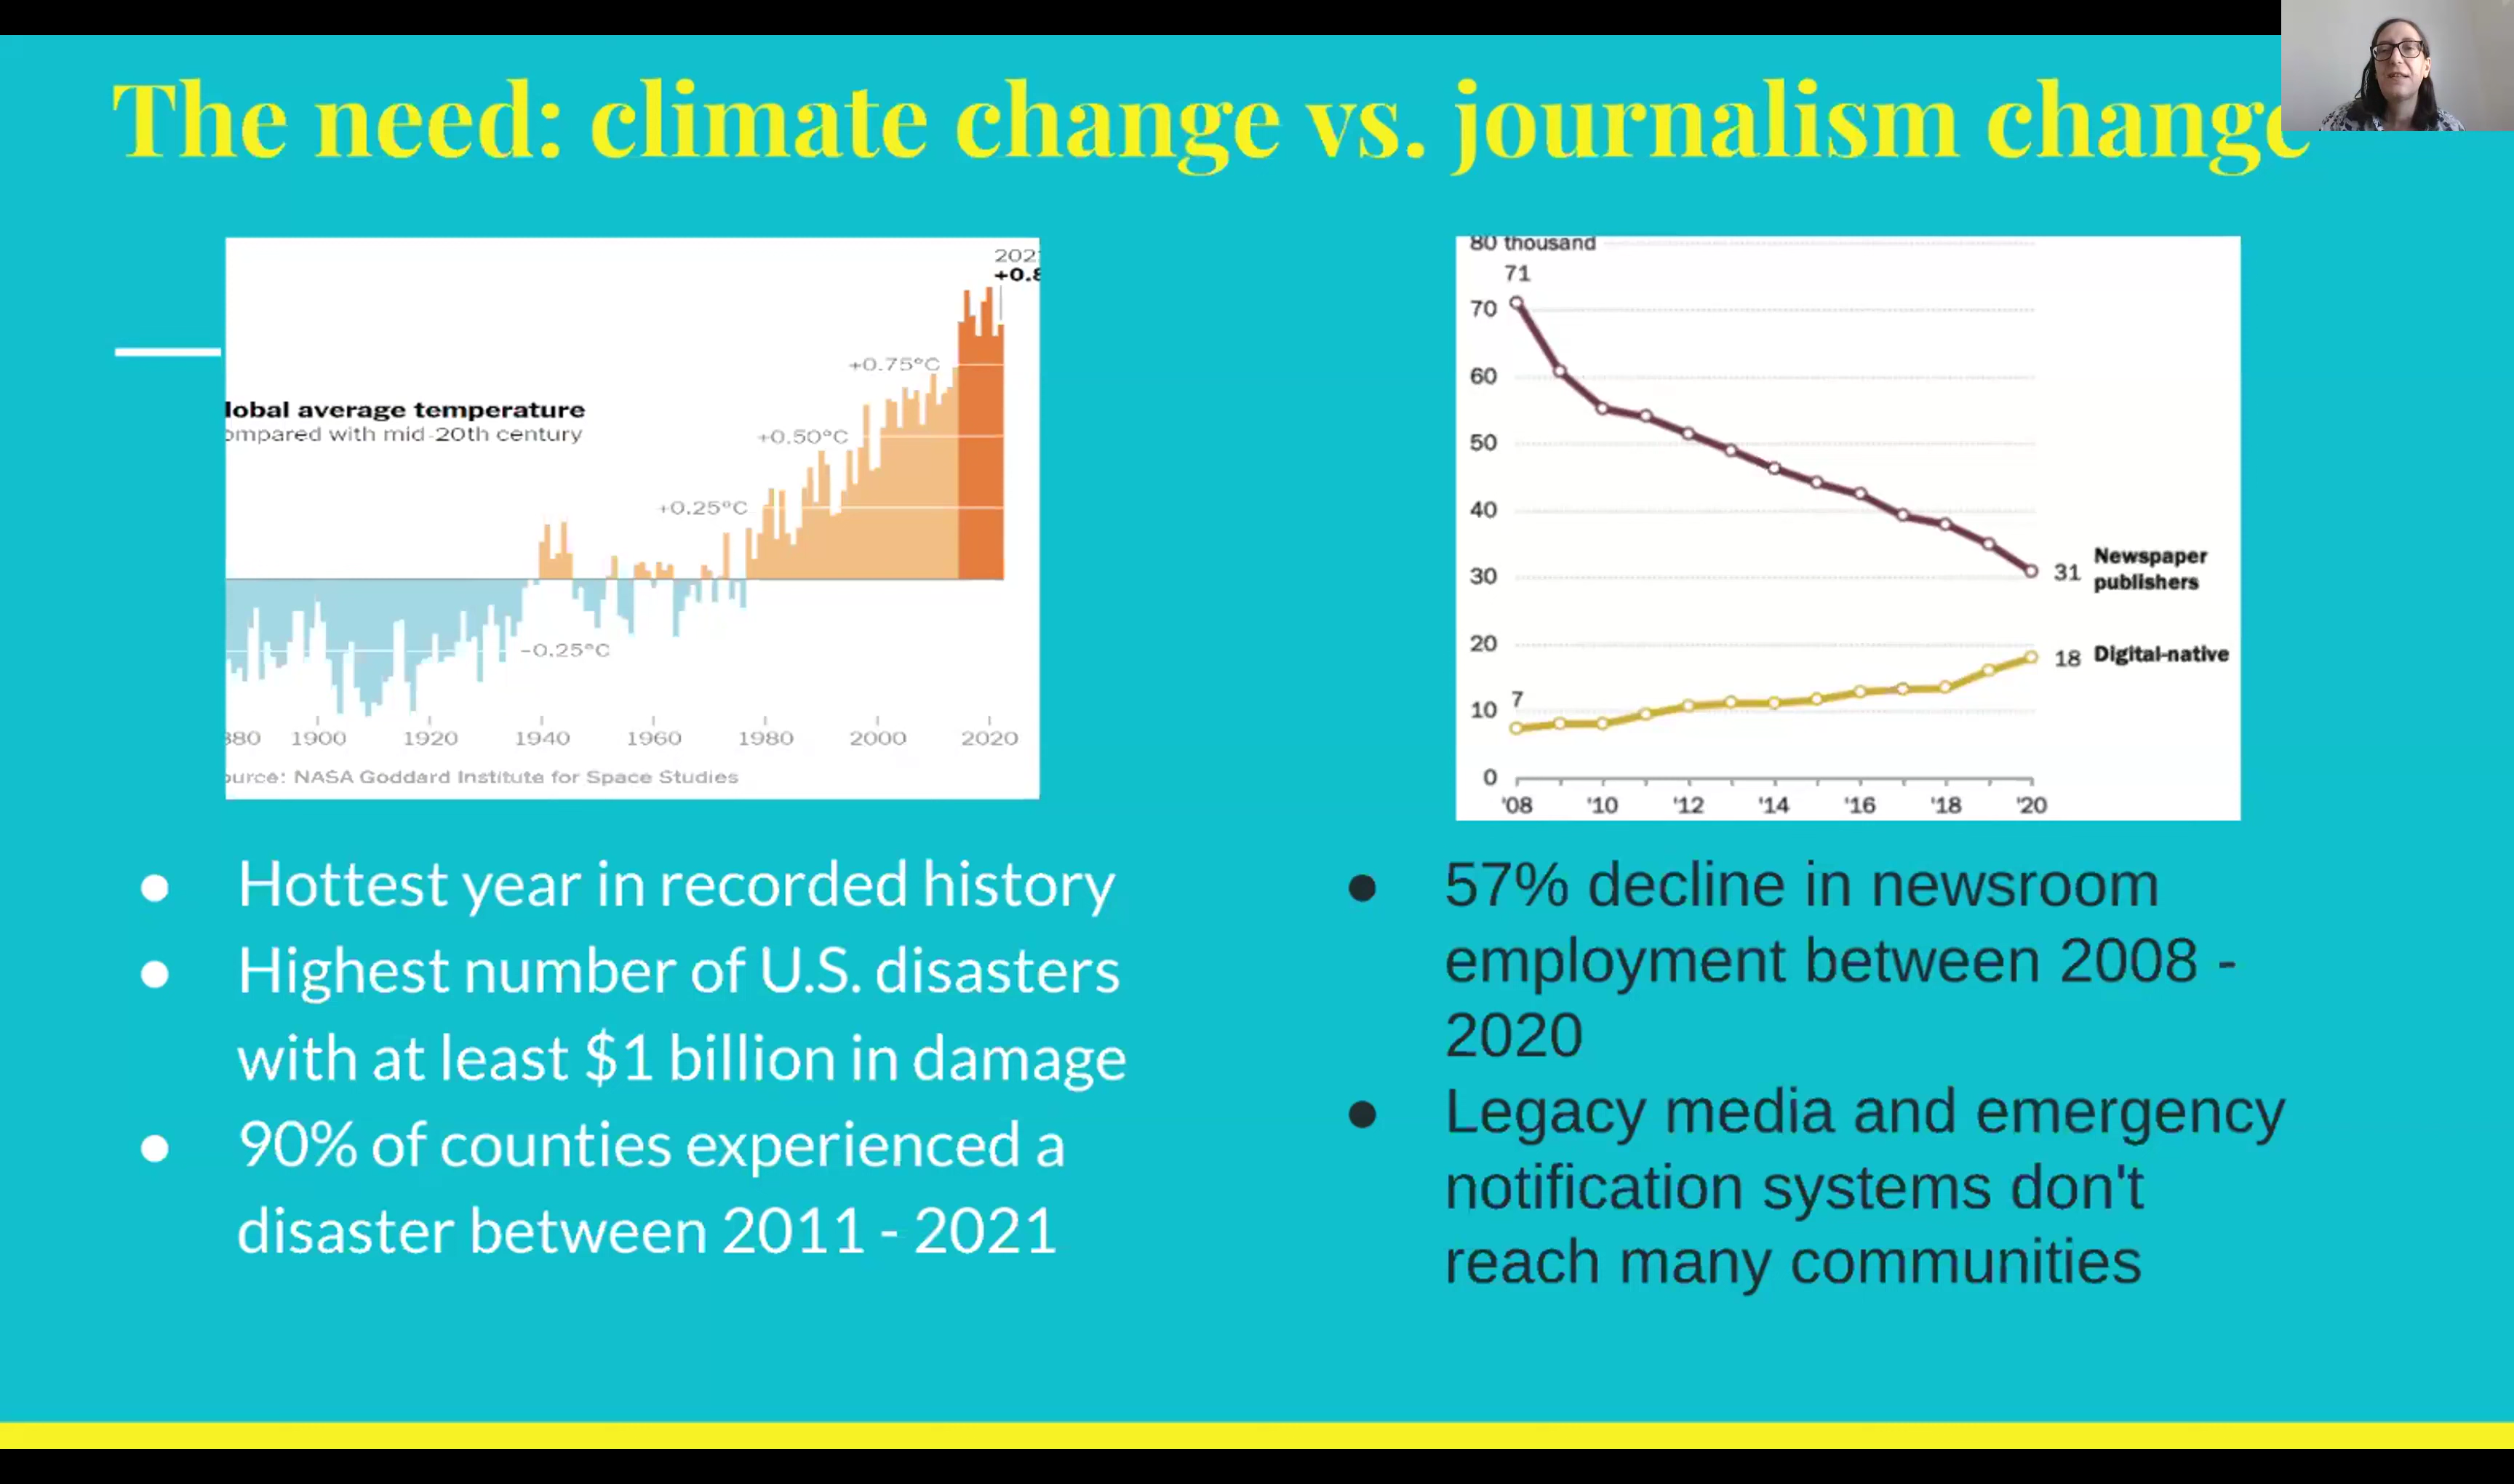 The need: climate change vs. journalism change
202
+0.8
+0.75°C
+0.50°C
+0.25°C
lobal average temperature
ompared with mid-20th century
-0.25°C
880 1900 1920 1940 1960 1980 2000 2020
ource: NASA Goddard Institute for Space Studies
Hottest year in recorded history
Highest number of U.S. disasters
with at least $1 billion in damage
90% of counties experienced a
disaster between 2011 - 2021
80 thousand
71
70
60
50
40
30
31 Newspaper
publishers
20
18 Digital-native
7
10
0
'08 '10 '12 '14 '16 '18 '20
57% decline in newsroom
employment between 2008 -
2020
Legacy media and emergency
notification systems don't
reach many communities